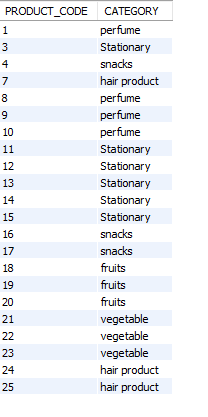 PRODUCT_CODE CATEGORY
1 perfume
3 Stationary
4 snacks
7 hair product
8 perfume
9 perfume
10 perfume
11 Stationary
12 Stationary
13 Stationary
14 Stationary
15 Stationary
16 snacks
17 snacks
18 fruits
19 fruits
20 fruits
21 vegetable
22 vegetable
23 vegetable
24 hair product
25 hair product